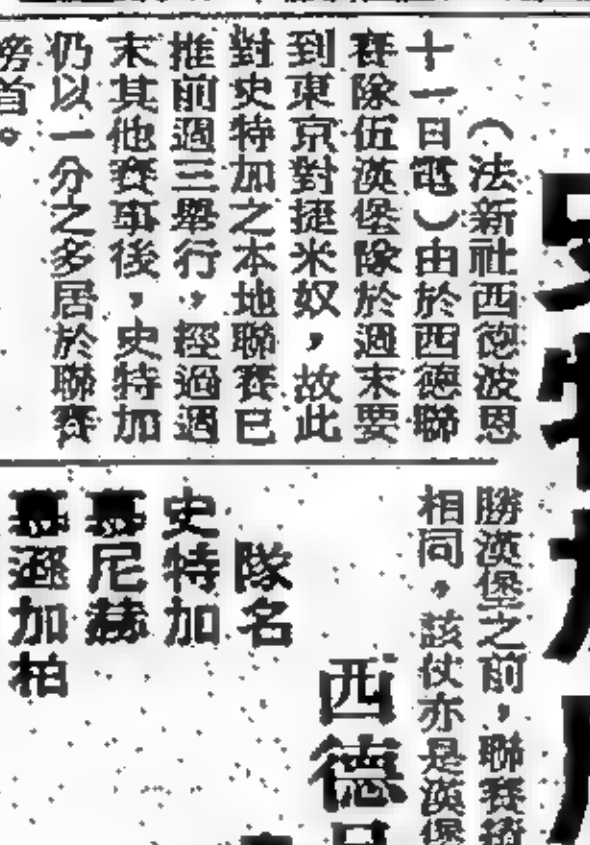 （法新社西德波恩
十一日電）由於西德聯
賽隊伍漢堡隊於週末要
到東京對捷米奴，故此
對史特加之本地聯賽已
推前週三舉行，經過週
末其他賽事後，史特加
仍以一分之多居於聯賽
榜首。
勝漢堡之前，聯賽
相同，該仗亦是漢堡
西德
隊名
史特加
慕尼赫
慕遜加柏